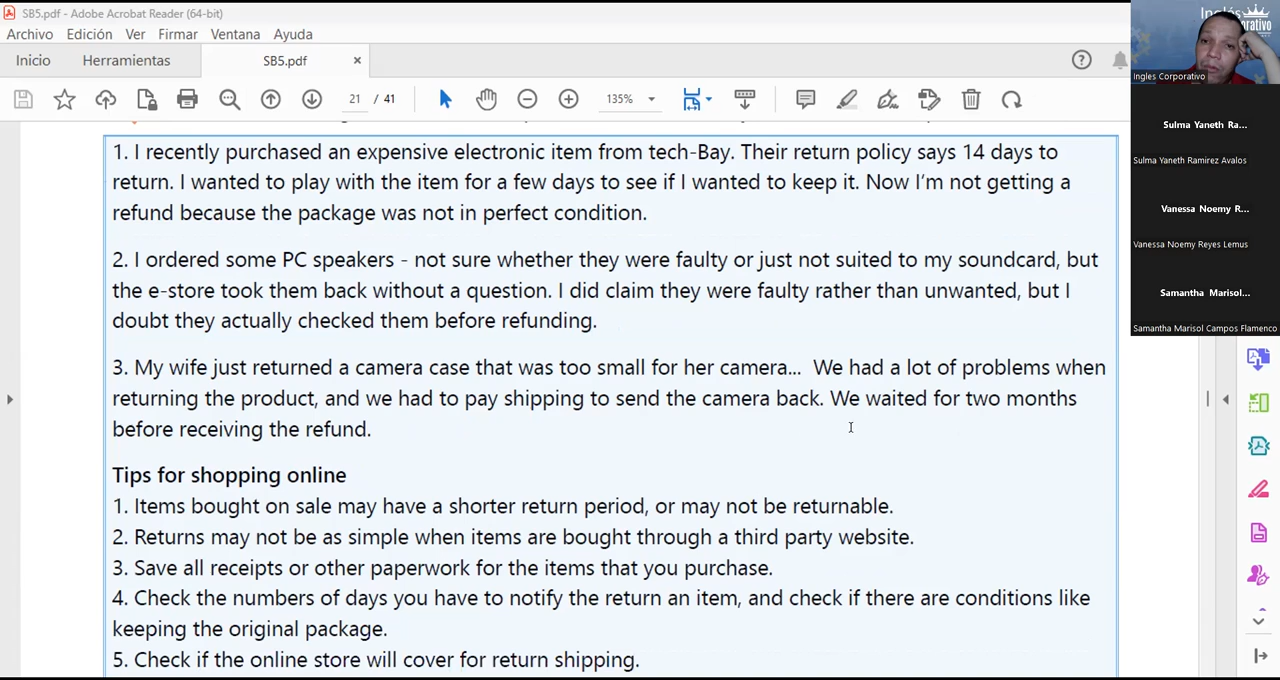 SB5.pdf - Adobe Acrobat Reader (64-bit)
Archivo Edición Ver Firmar Ventana Ayuda
Inicio Herramientas SB5.pdf ×
21 / 41 135%
1. I recently purchased an expensive electronic item from tech-Bay. Their return policy says 14 days to
return. I wanted to play with the item for a few days to see if I wanted to keep it. Now I'm not getting a
refund because the package was not in perfect condition.
2. I ordered some PC speakers - not sure whether they were faulty or just not suited to my soundcard, but
the e-store took them back without a question. I did claim they were faulty rather than unwanted, but I
doubt they actually checked them before refunding.
3. My wife just returned a camera case that was too small for her camera... We had a lot of problems when
returning the product, and we had to pay shipping to send the camera back. We waited for two months
before receiving the refund.
Tips for shopping online
1. Items bought on sale may have a shorter return period, or may not be returnable.
2. Returns may not be as simple when items are bought through a third party website.
3. Save all receipts or other paperwork for the items that you purchase.
4. Check the numbers of days you have to notify the return an item, and check if there are conditions like
keeping the original package.
5. Check if the online store will cover for return shipping.
Ingles Corporativo
Sulma Yaneth Ra...
Sulma Yaneth Ramirez Avalos
Vanessa Noemy R...
Vanessa Noemy Reyes Lemus
Samantha Marisol...
Samantha Marisol Campos Flamenco